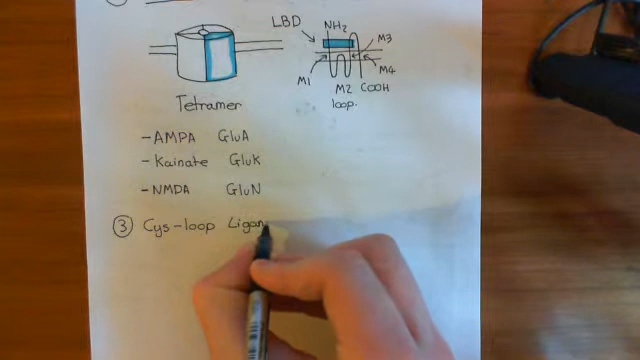 LBD
NH2
M3
M4
M1
M2
loop.
COOH
Tetramer
-AMPA GluA
-Kainate GluK
-NMDA GluN
③ Cys-loop Ligan